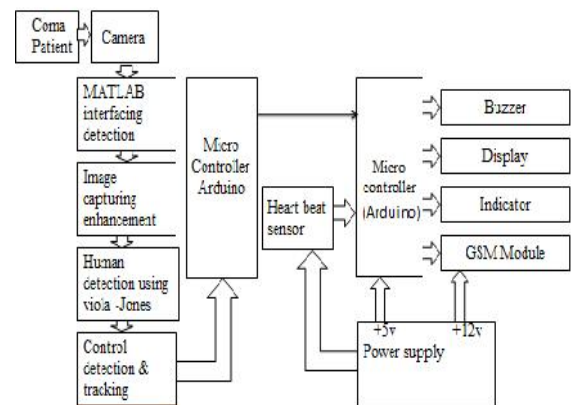 Coma
Patient
Camera
MATLAB
interfacing
detection
Image
capturing
enhancement
Human
detection using
viola -Jones
Control
detection &
tracking
Micro
Controller
Arduino
Heart beat
sensor
Micro
controller
(Arduino)
Buzzer
Display
Indicator
GSM Module
+5v
+12v
Power supply